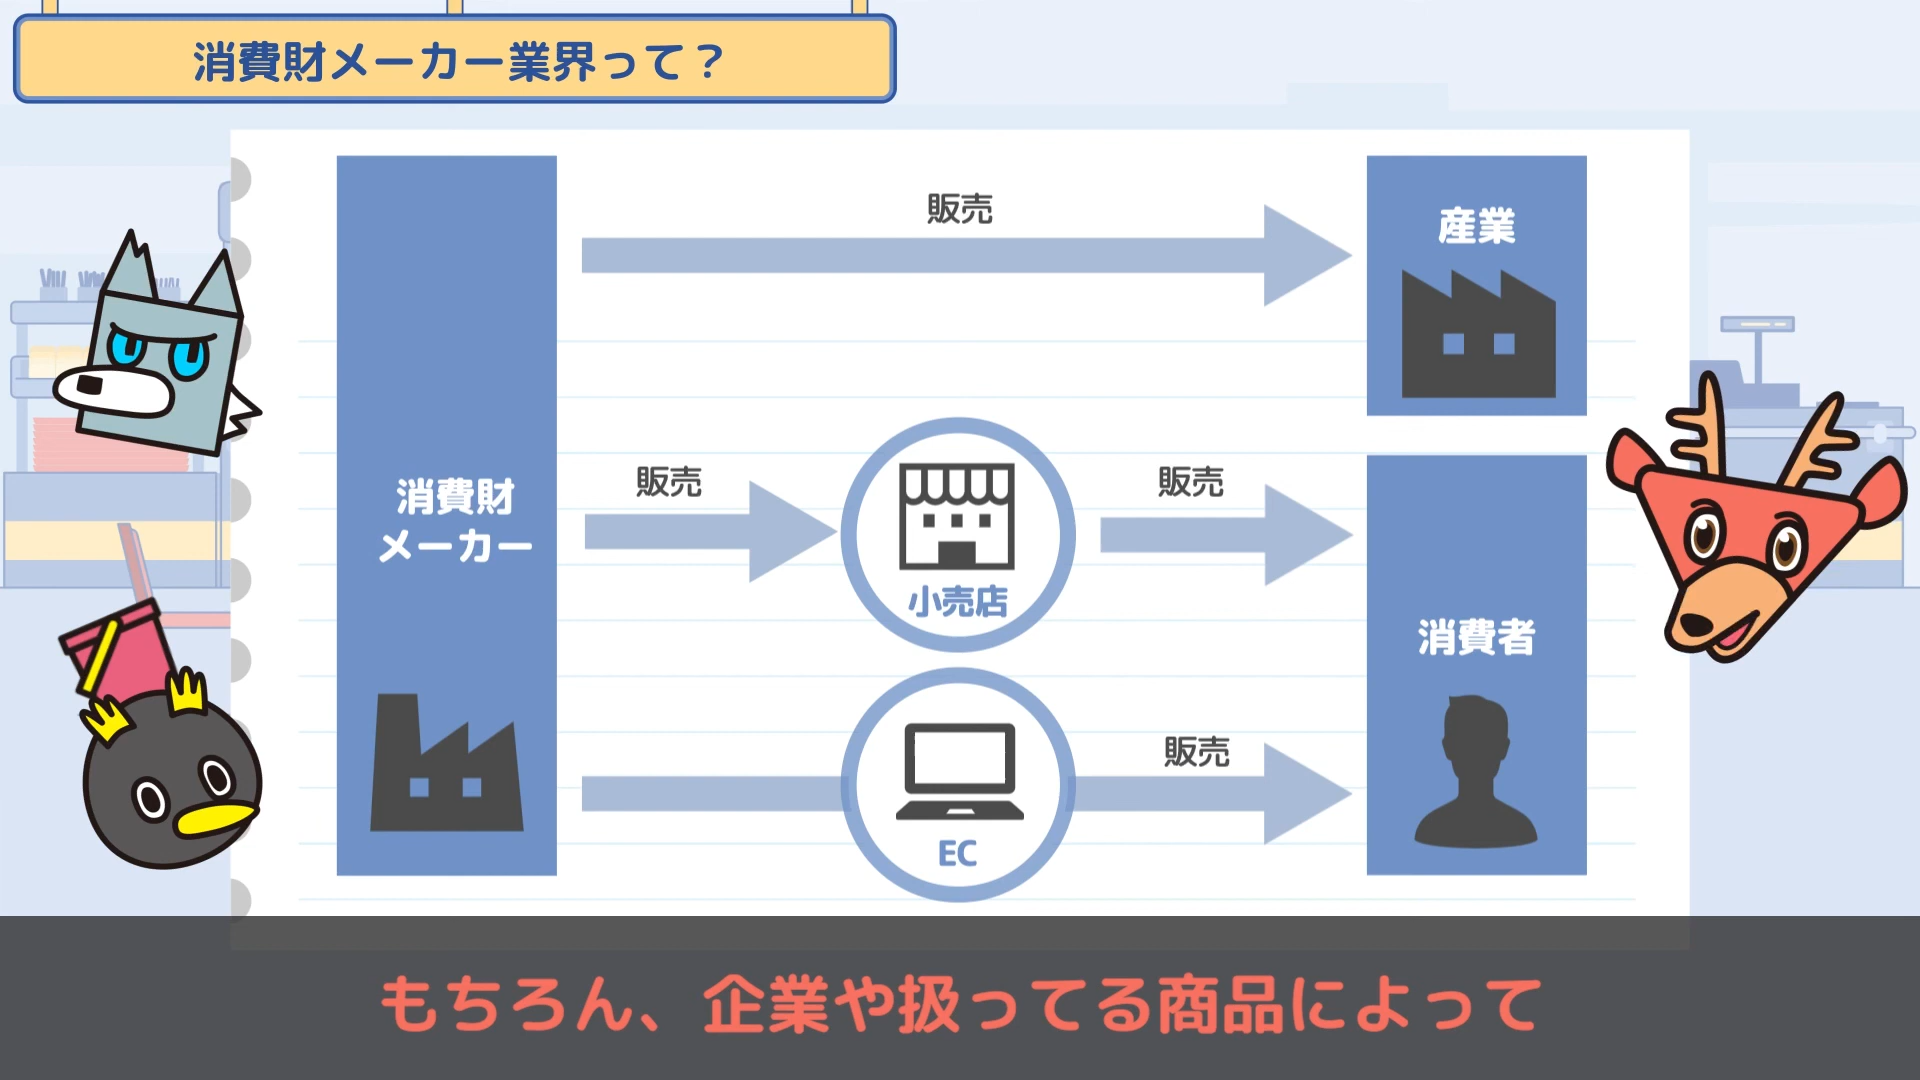 消費財メーカー業界って？
販売
産業
消費財
メーカー
販売
小売店
販売
消費者
販売
EC
もちろん、企業や扱ってる商品によって